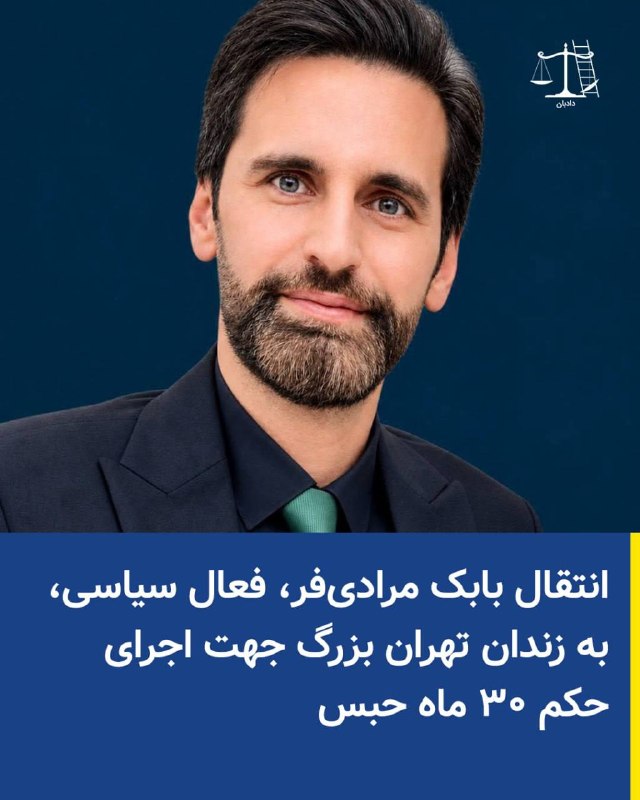 دادبان
انتقال بابک مرادی‌فر، فعال سیاسی،
به زندان تهران بزرگ جهت اجرای
حکم ۳۰ ماه حبس